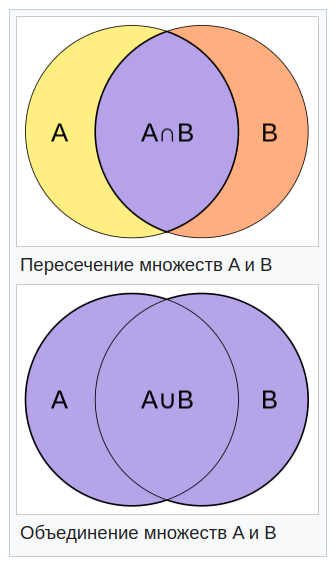 A A∩B B
Пересечение множеств A и B
A A∪B B
Объединение множеств A и B